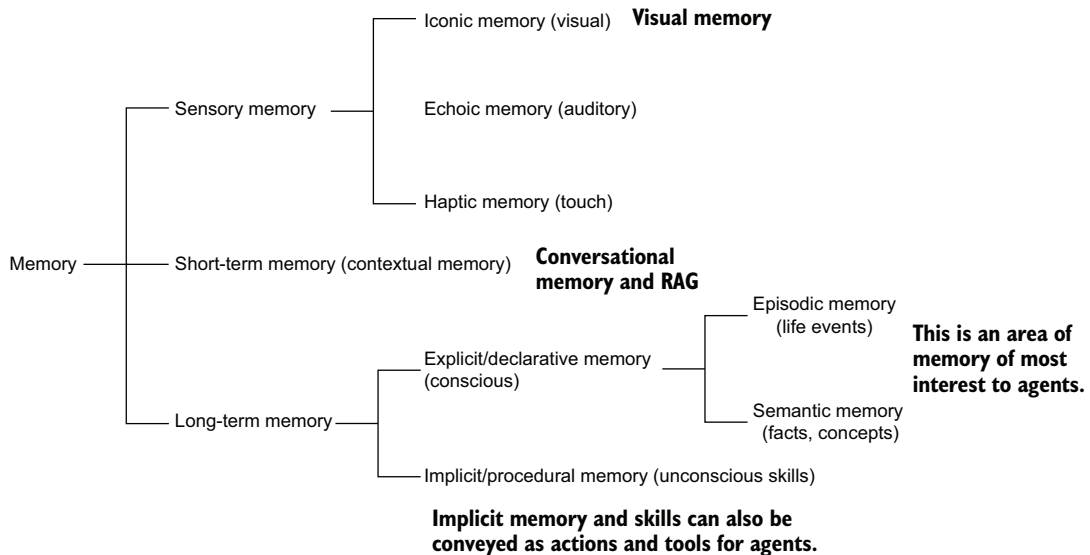 Iconic memory (visual)
Visual memory
Sensory memory
Echoic memory (auditory)
Haptic memory (touch)
Memory
Short-term memory (contextual memory)
Conversational
memory and RAG
Episodic memory
(life events)
This is an area of
memory of most
interest to agents.
Explicit/declarative memory
(conscious)
Semantic memory
(facts, concepts)
Long-term memory
Implicit/procedural memory (unconscious skills)
Implicit memory and skills can also be
conveyed as actions and tools for agents.